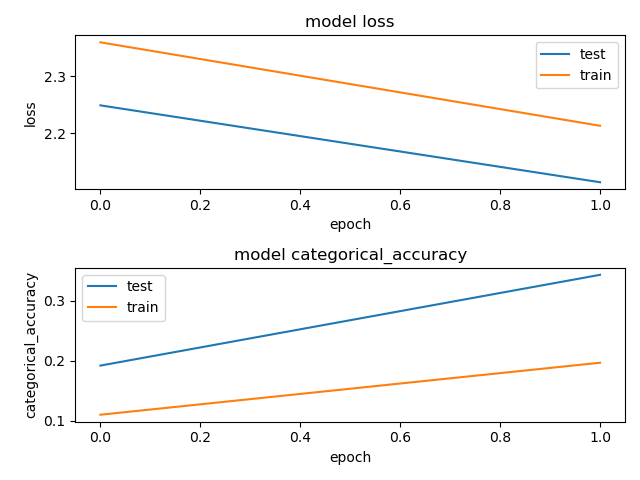 model loss
test
train
2.3
2.2
loss
0.0 0.2 0.4 0.6 0.8 1.0
epoch
model categorical_accuracy
test
train
0.3
0.2
0.1
categorical_accuracy
0.0 0.2 0.4 0.6 0.8 1.0
epoch